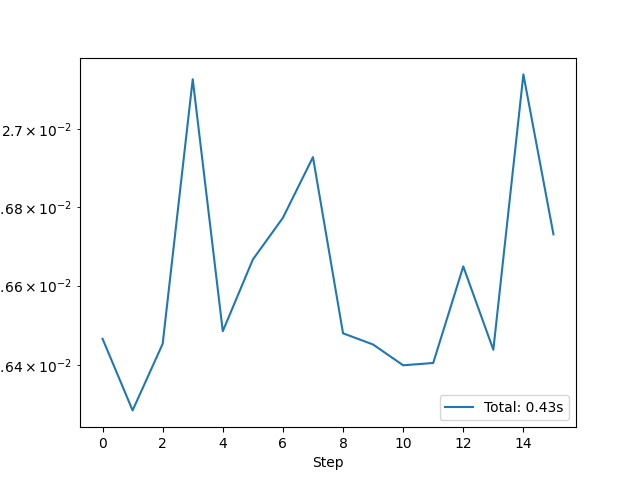 2.7 × 10⁻²
.68 × 10⁻²
.66 × 10⁻²
.64 × 10⁻²
0 2 4 6 8 10 12 14
Step
Total: 0.43s